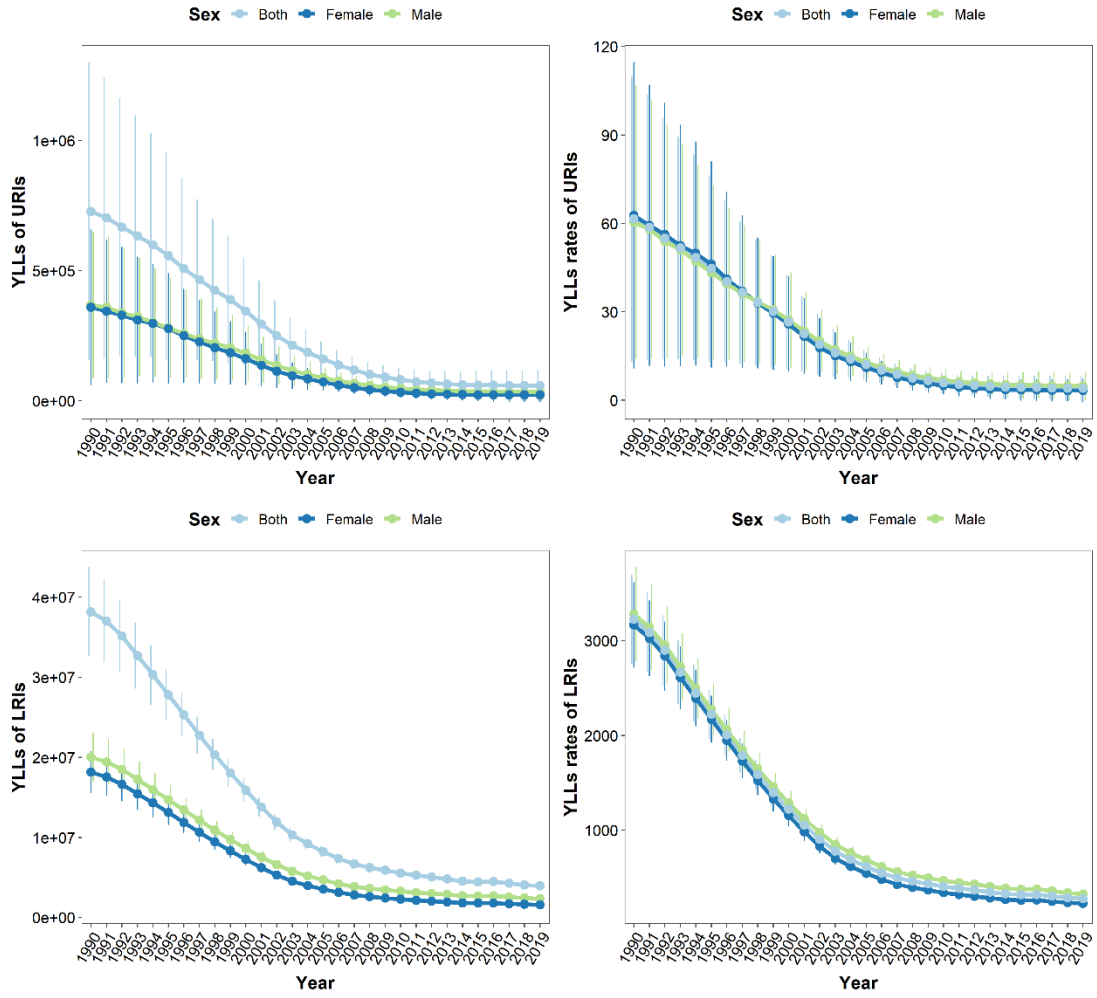 Sex Both Female Male
YLLs of URIs
1e+06
5e+05
0e+00
1990 1991 1992 1993 1994 1995 1996 1997 1998 1999 2000 2001 2002 2003 2004 2005 2006 2007 2008 2009 2010 2011 2012 2013 2014 2015 2016 2017 2018 2019
Year
Sex Both Female Male
YLLs rates of URIs
120
90
60
30
0
1990 1991 1992 1993 1994 1995 1996 1997 1998 1999 2000 2001 2002 2003 2004 2005 2006 2007 2008 2009 2010 2011 2012 2013 2014 2015 2016 2017 2018 2019
Year
Sex Both Female Male
YLLs of LRIs
4e+07
3e+07
2e+07
1e+07
0e+00
1990 1991 1992 1993 1994 1995 1996 1997 1998 1999 2000 2001 2002 2003 2004 2005 2006 2007 2008 2009 2010 2011 2012 2013 2014 2015 2016 2017 2018 2019
Year
Sex Both Female Male
YLLs rates of LRIs
3000
2000
1000
1990 1991 1992 1993 1994 1995 1996 1997 1998 1999 2000 2001 2002 2003 2004 2005 2006 2007 2008 2009 2010 2011 2012 2013 2014 2015 2016 2017 2018 2019
Year